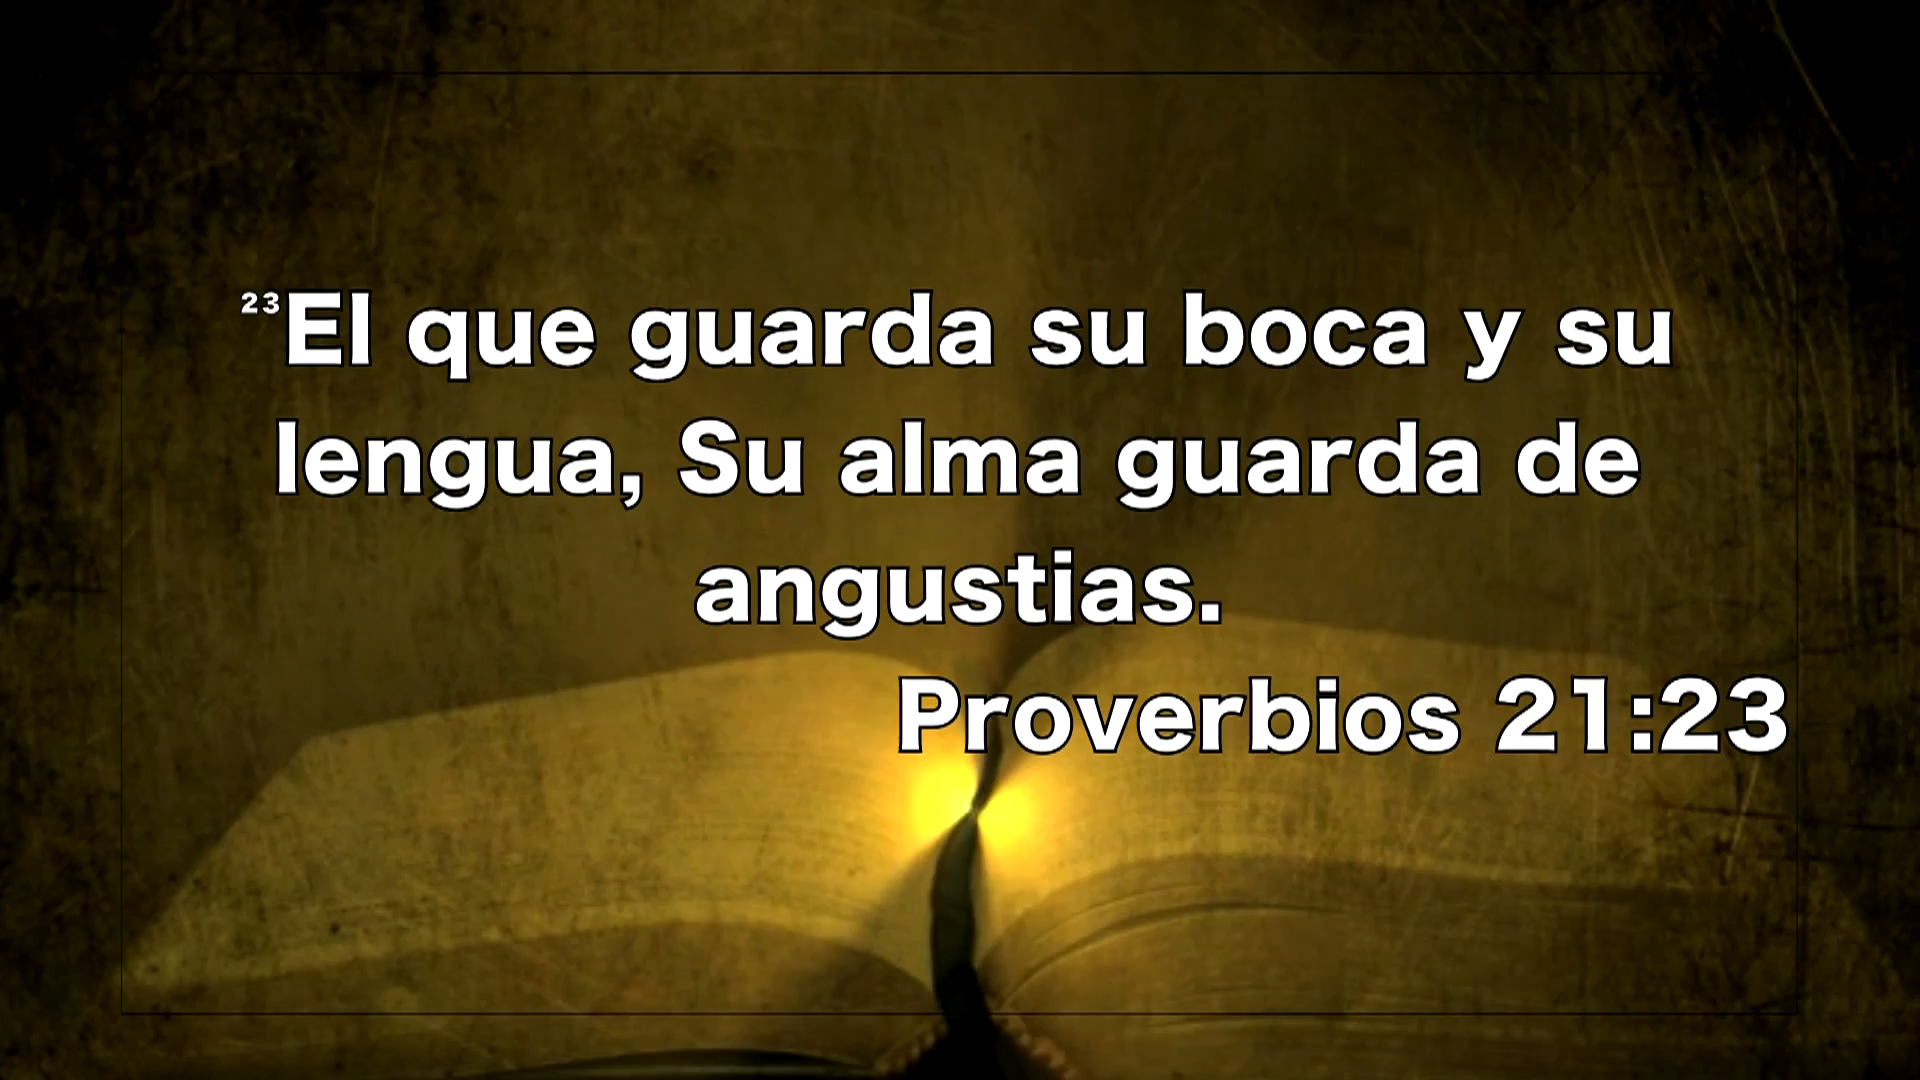 ²³El que guarda su boca y su
lengua, Su alma guarda de
angustias.
Proverbios 21:23